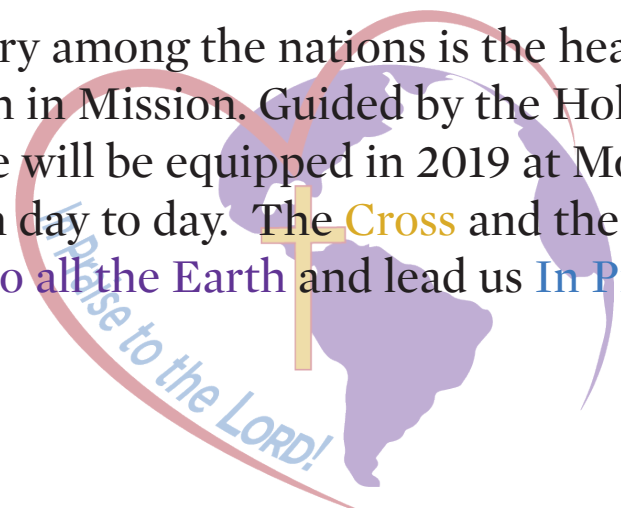 ry among the nations is the hea
n in Mission. Guided by the Hol
e will be equipped in 2019 at Mo
n day to day. The Cross and the
o all the Earth and lead us In P
In Praise to the LORD!